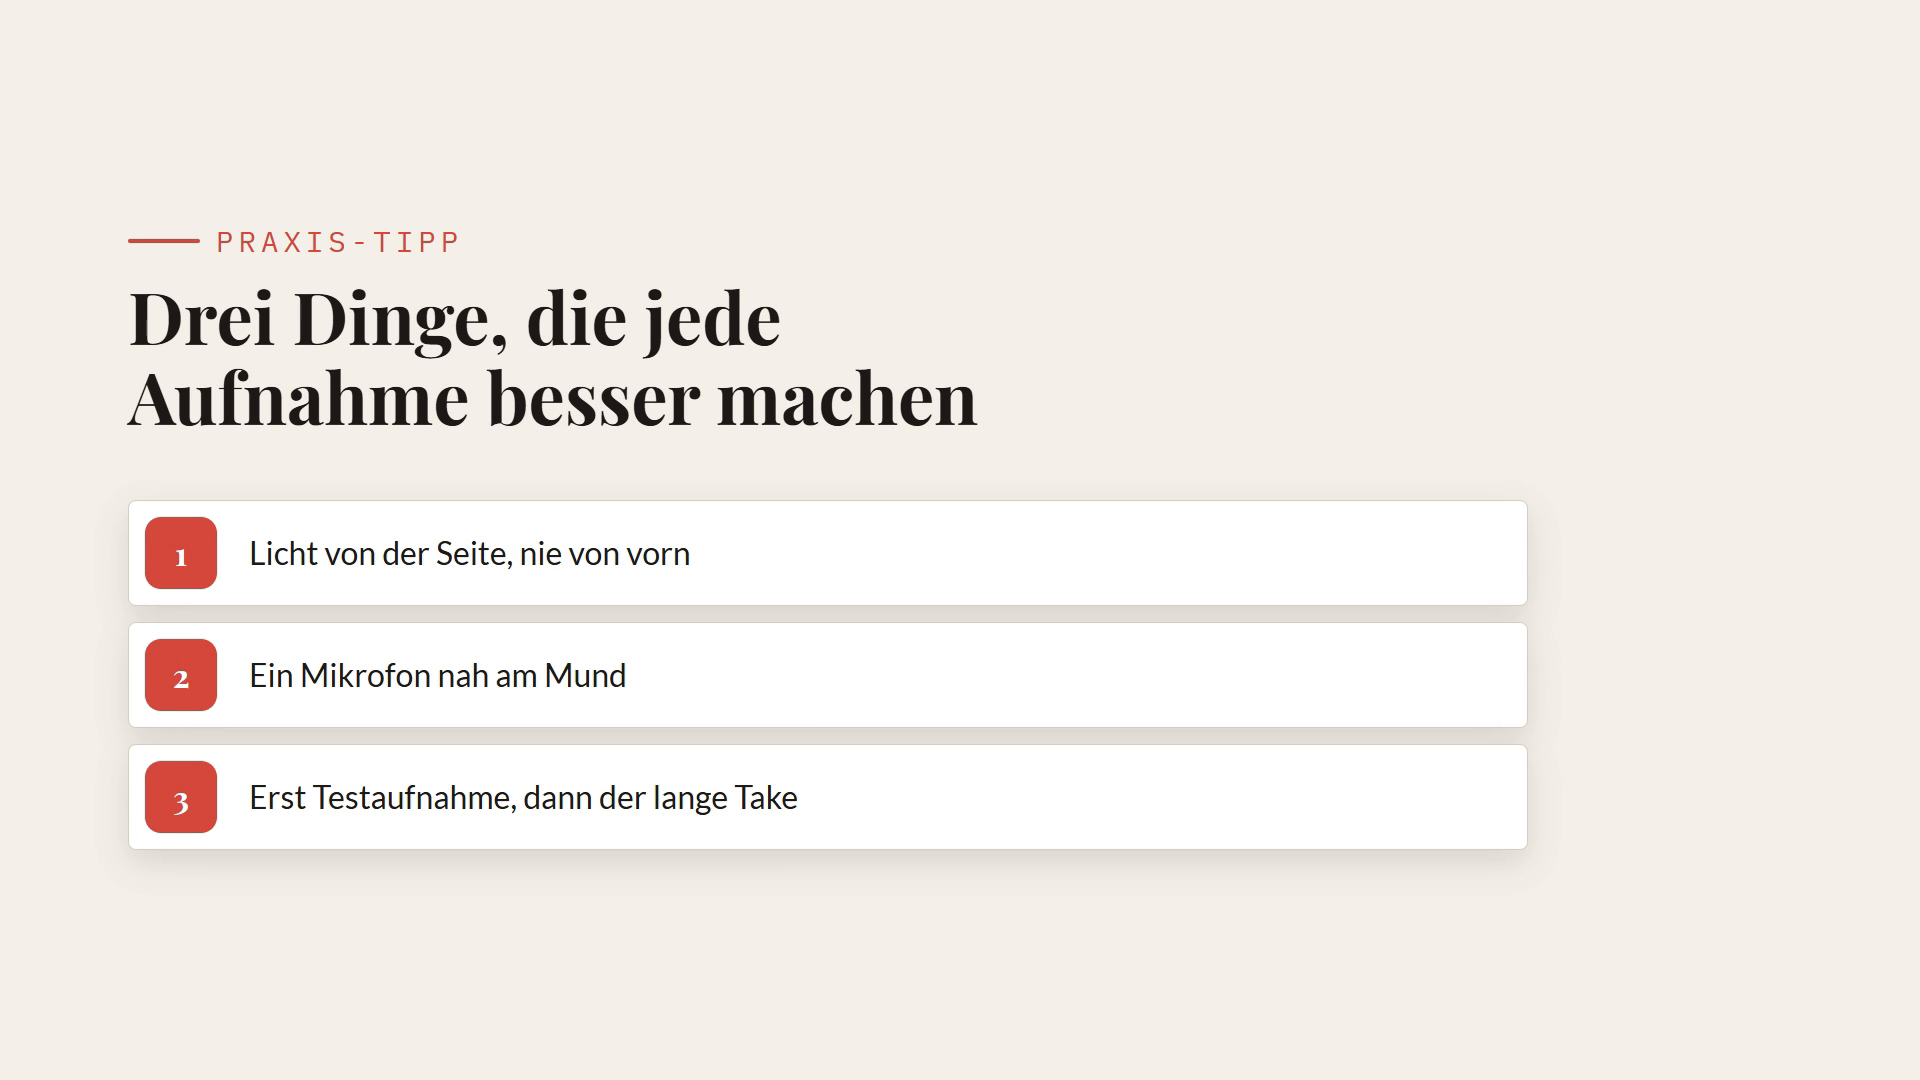 PRAXIS-TIPP
Drei Dinge, die jede
Aufnahme besser machen
1 Licht von der Seite, nie von vorn
2 Ein Mikrofon nah am Mund
3 Erst Testaufnahme, dann der lange Take